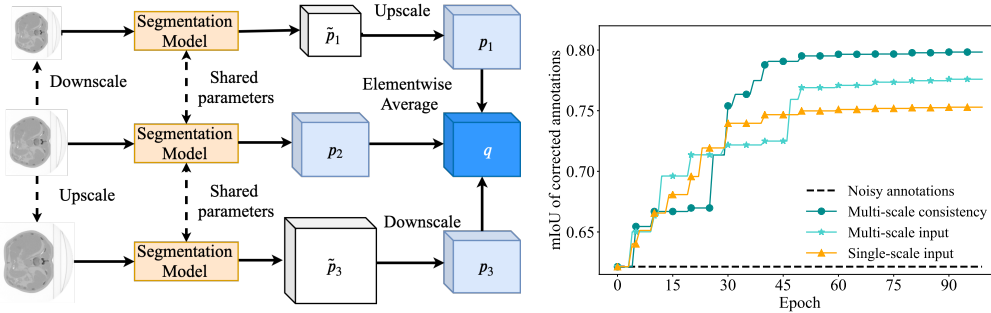 Segmentation
Model
p̃₁
Upscale
p₁
Downscale
Shared
parameters
Elementwise
Average
Segmentation
Model
p₂
q
Upscale
Shared
parameters
Downscale
Segmentation
Model
p̃₃
p₃
mIoU of corrected annotations
0.80
0.75
0.70
0.65
Noisy annotations
Multi-scale consistency
Multi-scale input
Single-scale input
0 15 30 45 60 75 90
Epoch